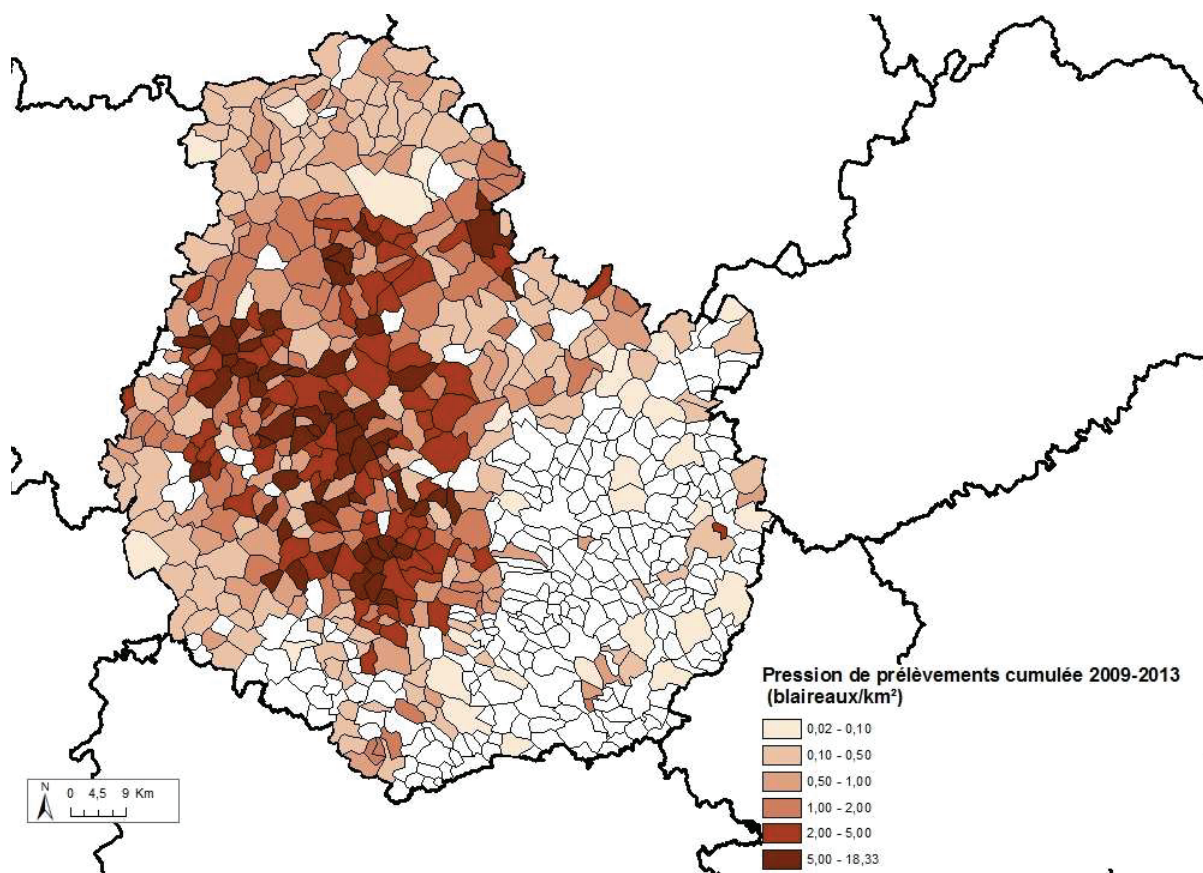 Pression de prélèvements cumulée 2009-2013
(blaireaux/km²)
0,02 - 0,10
0,10 - 0,50
0,50 - 1,00
1,00 - 2,00
2,00 - 5,00
5,00 - 18,33
N
0 4,5 9 Km